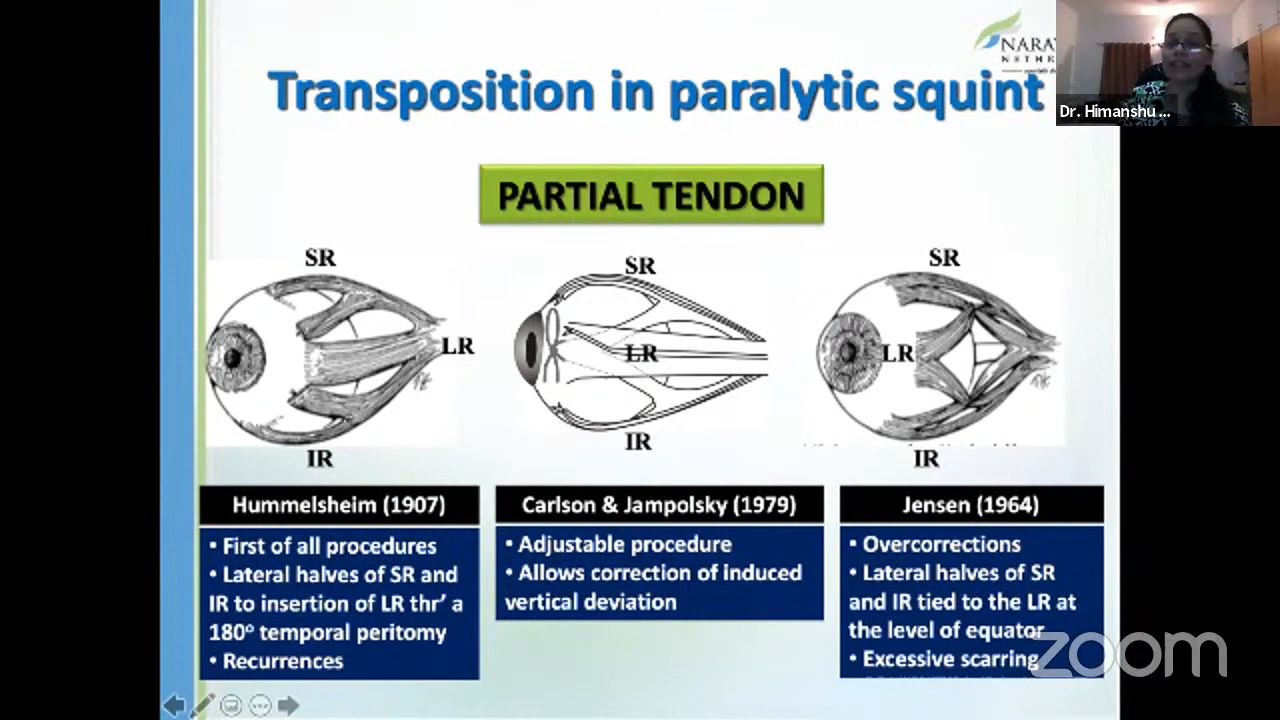 NARA
NETHR
Dr. Himanshu ...
Transposition in paralytic squint
PARTIAL TENDON
SR
LR
IR
SR
LR
IR
SR
LR
IR
Hummelsheim (1907)
• First of all procedures
• Lateral halves of SR and
IR to insertion of LR thr’ a
180º temporal peritomy
• Recurrences
Carlson & Jampolsky (1979)
• Adjustable procedure
• Allows correction of induced
vertical deviation
Jensen (1964)
• Overcorrections
• Lateral halves of SR
and IR tied to the LR at
the level of equator
• Excessive scarring
zoom